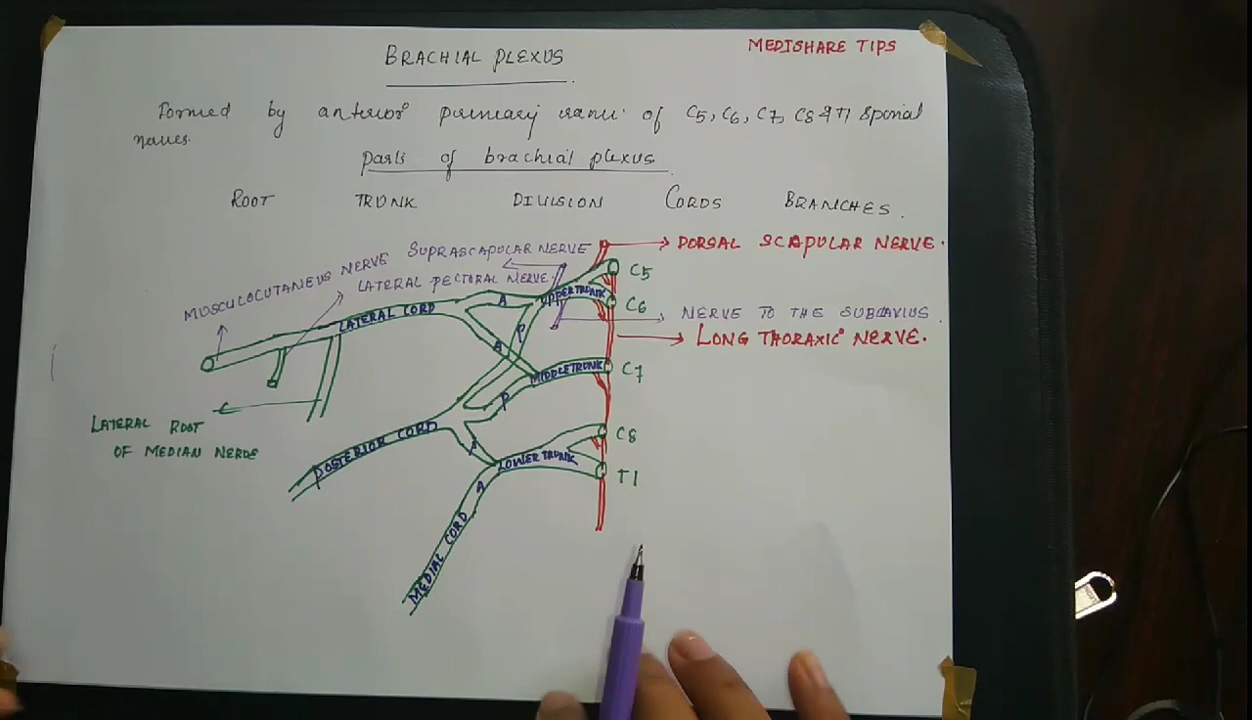 BRACHIAL PLEXUS
MEDISHARE TIPS
Formed by anterior primary rami of C5, C6, C7, C8 & T1 Spinal
nerves.
Parts of brachial plexus
ROOT TRUNK DIVISION CORDS BRANCHES.
DORSAL SCAPULAR NERVE.
SUPRASCAPULAR NERVE
MUSCULOCUTANEUS NERVE
LATERAL PECTORAL NERVE
C5
UPPER TRUNK
A
C6
LATERAL CORD
NERVE TO THE SUBCLAVIUS.
P
A
LONG THORAXIC NERVE.
MIDDLE TRUNK
C7
P
LATERAL ROOT
OF MEDIAN NERVE
POSTERIOR CORD
C8
A
LOWER TRUNK
T1
A
MEDIAL CORD